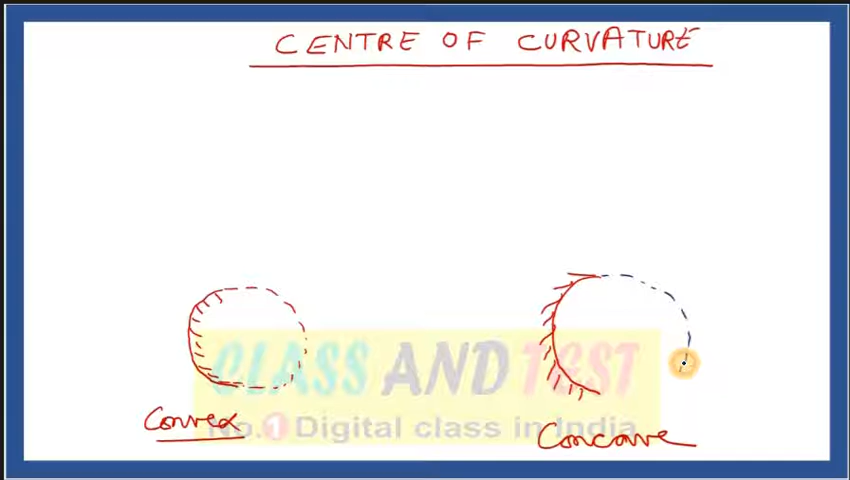 CENTRE OF CURVATURE
CLASS AND TEST
Convex
No.1 Digital class in India
Concave